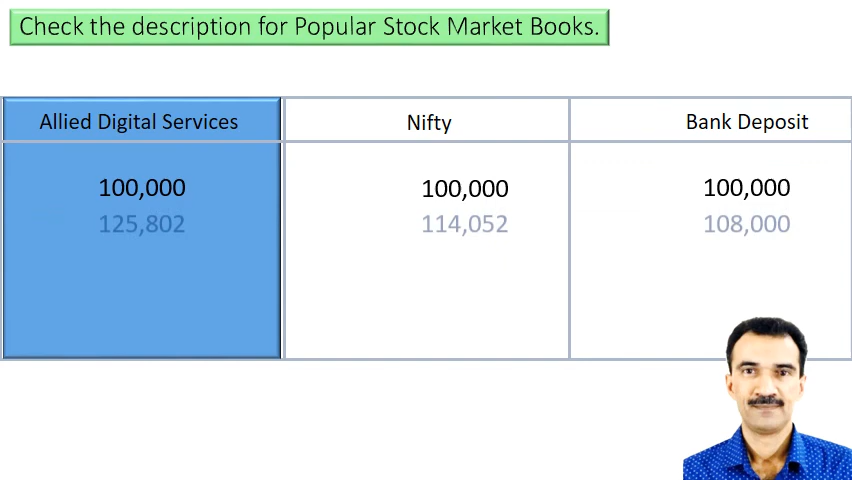 Check the description for Popular Stock Market Books.
Allied Digital Services Nifty Bank Deposit
100,000 100,000 100,000
125,802 114,052 108,000